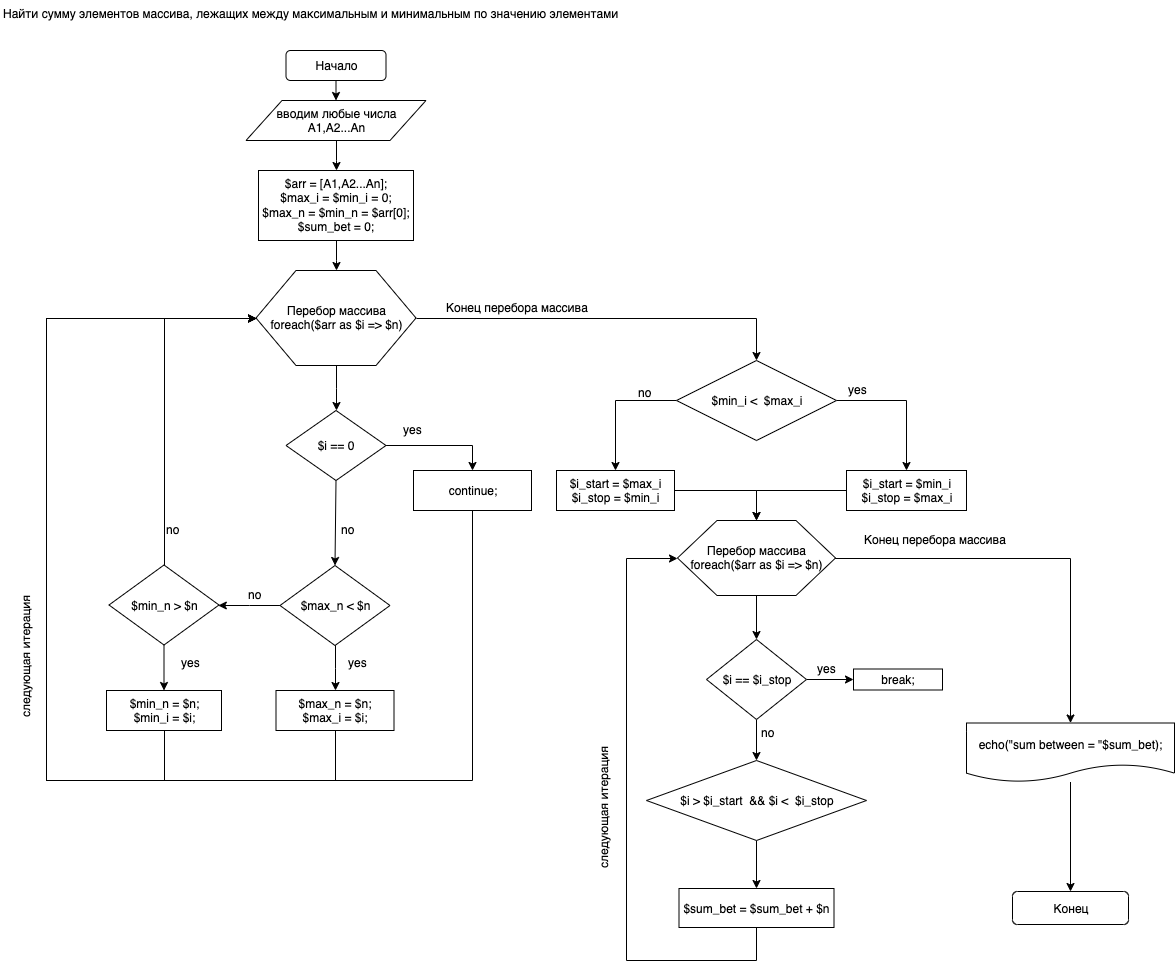 Найти сумму элементов массива, лежащих между максимальным и минимальным по значению элементами
Начало
вводим любые числа
A1,A2...An
$arr = [A1,A2...An];
$max_i = $min_i = 0;
$max_n = $min_n = $arr[0];
$sum_bet = 0;
Перебор массива
foreach($arr as $i => $n)
Конец перебора массива
$i == 0
yes
continue;
no
$max_n < $n
no
$min_n > $n
no
yes
yes
$min_n = $n;
$min_i = $i;
$max_n = $n;
$max_i = $i;
следующая итерация
$min_i < $max_i
no
yes
$i_start = $max_i
$i_stop = $min_i
$i_start = $min_i
$i_stop = $max_i
Перебор массива
foreach($arr as $i => $n)
Конец перебора массива
$i == $i_stop
yes
break;
no
$i > $i_start && $i < $i_stop
$sum_bet = $sum_bet + $n
следующая итерация
echo("sum between = "$sum_bet);
Конец